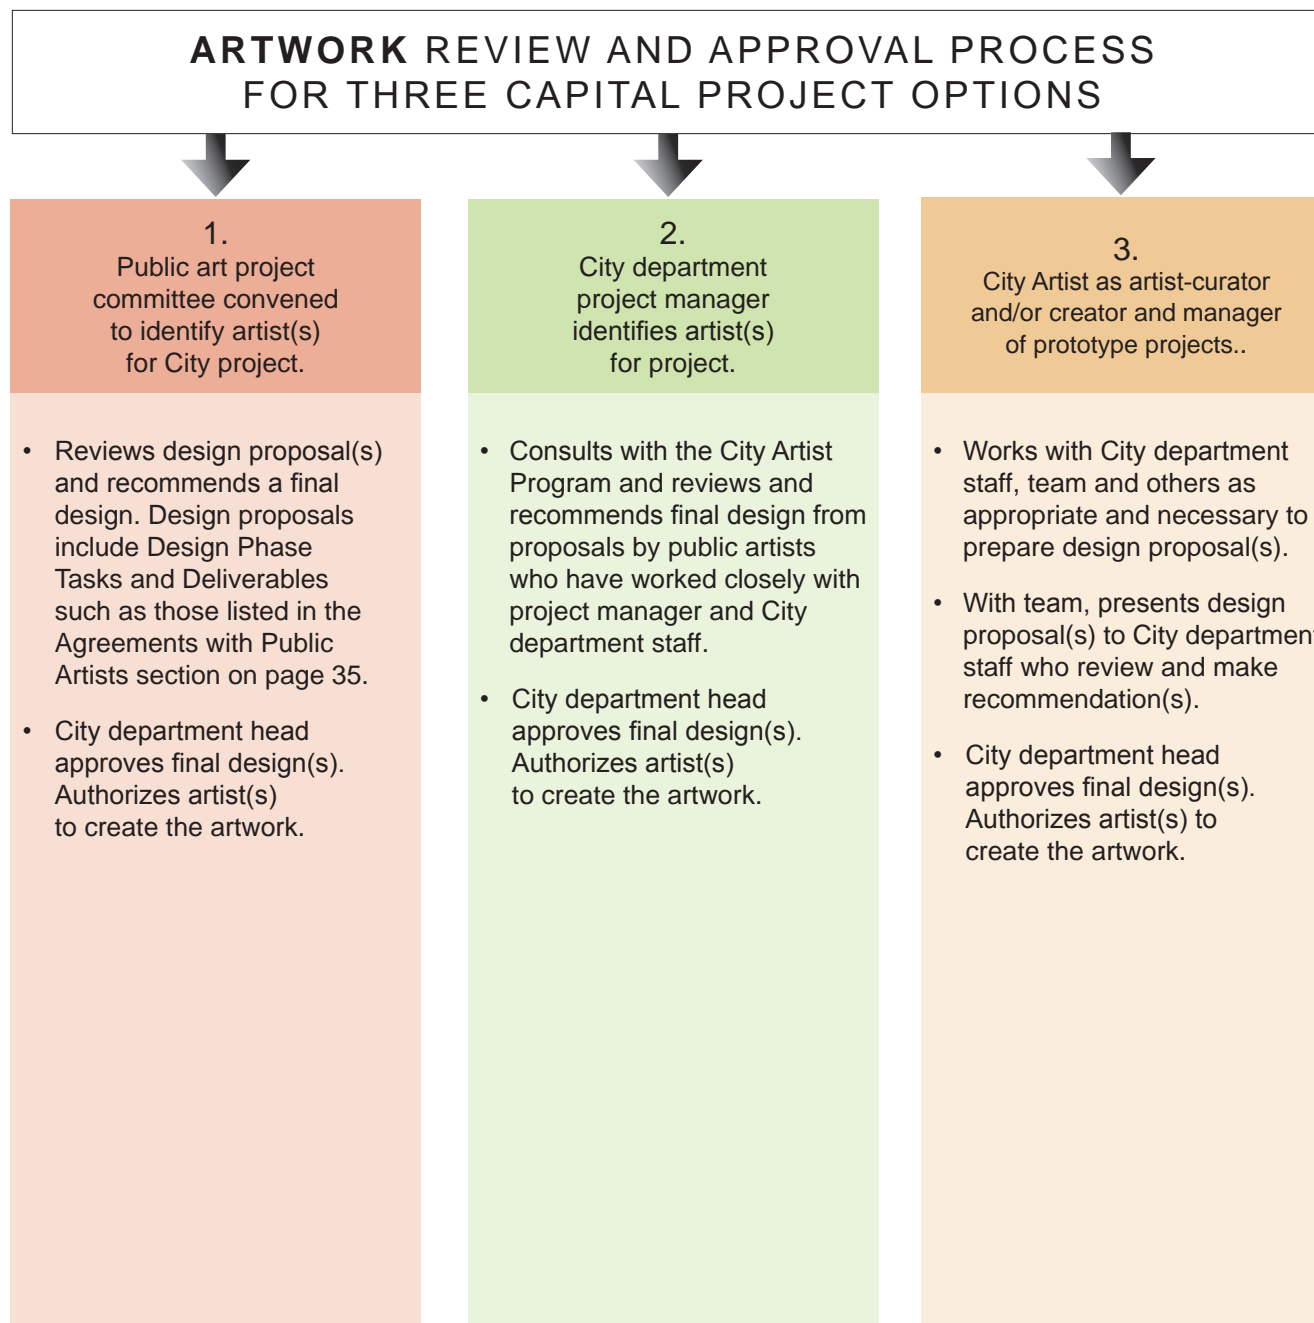 ARTWORK REVIEW AND APPROVAL PROCESS
FOR THREE CAPITAL PROJECT OPTIONS
1.
Public art project
committee convened
to identify artist(s)
for City project.
• Reviews design proposal(s)
and recommends a final
design. Design proposals
include Design Phase
Tasks and Deliverables
such as those listed in the
Agreements with Public
Artists section on page 35.
• City department head
approves final design(s).
Authorizes artist(s)
to create the artwork.
2.
City department
project manager
identifies artist(s)
for project.
• Consults with the City Artist
Program and reviews and
recommends final design from
proposals by public artists
who have worked closely with
project manager and City
department staff.
• City department head
approves final design(s).
Authorizes artist(s)
to create the artwork.
3.
City Artist as artist-curator
and/or creator and manager
of prototype projects..
• Works with City department
staff, team and others as
appropriate and necessary to
prepare design proposal(s).
• With team, presents design
proposal(s) to City department
staff who review and make
recommendation(s).
• City department head
approves final design(s).
Authorizes artist(s) to
create the artwork.